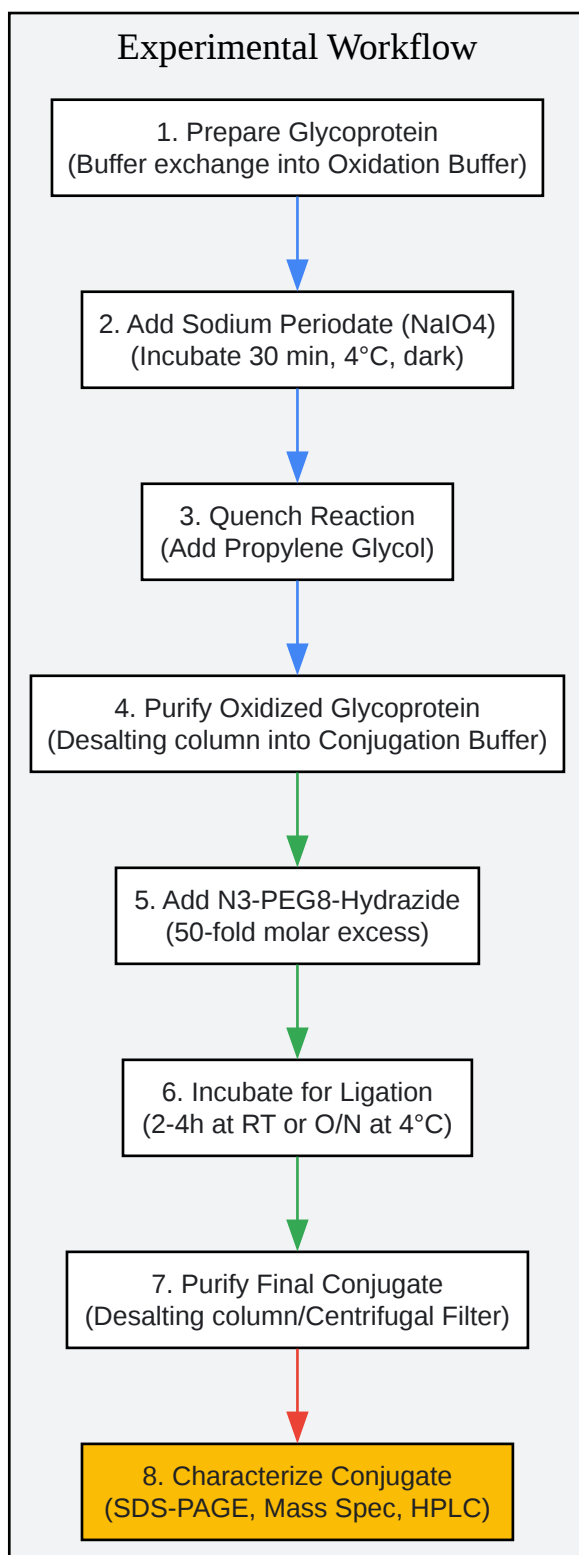 Experimental Workflow
1. Prepare Glycoprotein
(Buffer exchange into Oxidation Buffer)
2. Add Sodium Periodate (NaIO4)
(Incubate 30 min, 4°C, dark)
3. Quench Reaction
(Add Propylene Glycol)
4. Purify Oxidized Glycoprotein
(Desalting column into Conjugation Buffer)
5. Add N3-PEG8-Hydrazide
(50-fold molar excess)
6. Incubate for Ligation
(2-4h at RT or O/N at 4°C)
7. Purify Final Conjugate
(Desalting column/Centrifugal Filter)
8. Characterize Conjugate
(SDS-PAGE, Mass Spec, HPLC)